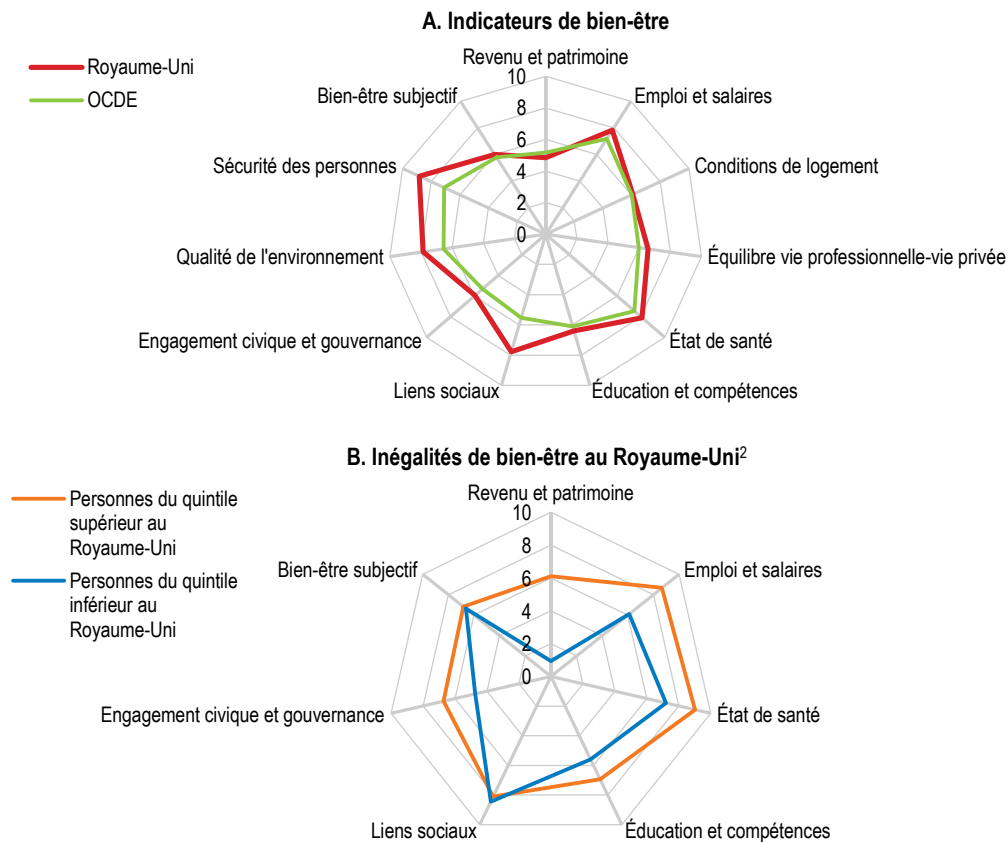 A. Indicateurs de bien-être
Royaume-Uni
OCDE
Revenu et patrimoine
Emploi et salaires
Conditions de logement
Équilibre vie professionnelle-vie privée
État de santé
Éducation et compétences
Liens sociaux
Engagement civique et gouvernance
Qualité de l'environnement
Sécurité des personnes
Bien-être subjectif
10
8
6
4
2
0
B. Inégalités de bien-être au Royaume-Uni2
Personnes du quintile
supérieur au
Royaume-Uni
Personnes du quintile
inférieur au
Royaume-Uni
Revenu et patrimoine
Emploi et salaires
État de santé
Éducation et compétences
Liens sociaux
Engagement civique et gouvernance
Bien-être subjectif
10
8
6
4
2
0